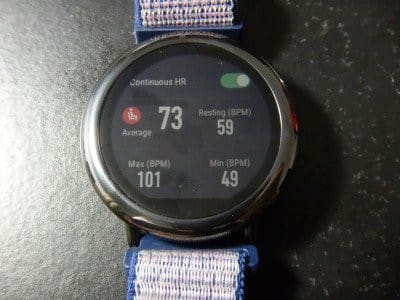 Continuous HR
73
Average
Resting (BPM)
59
Max (BPM)
101
Min (BPM)
49